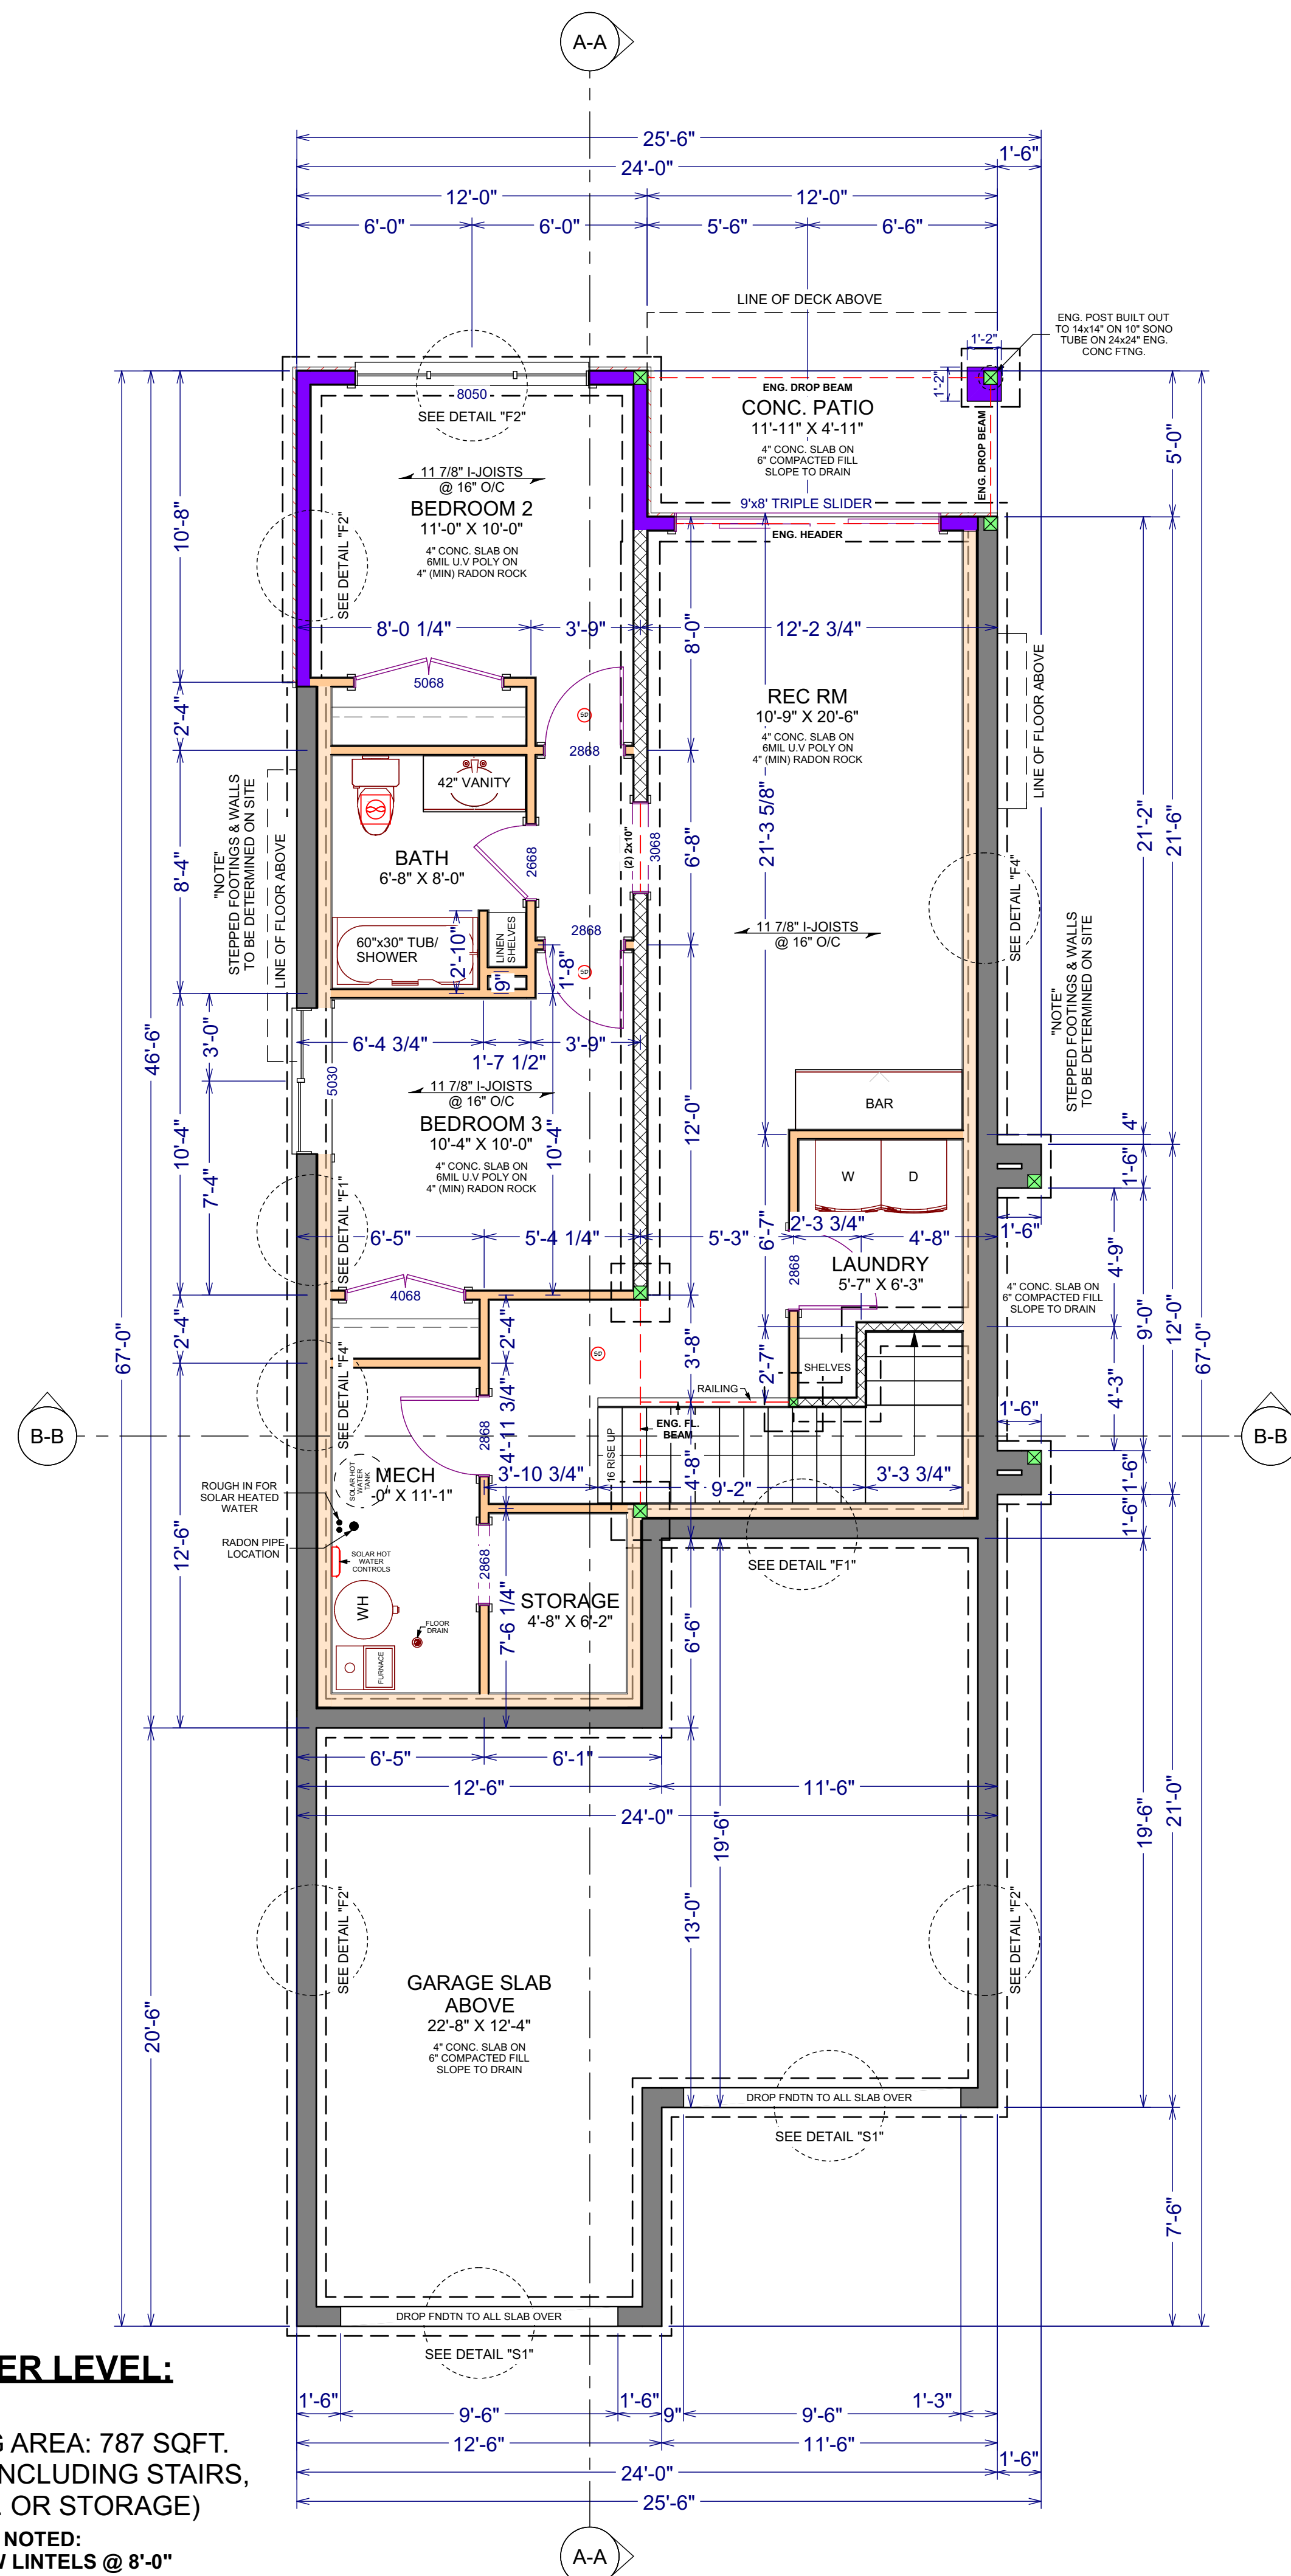 A-A
25'-6"
24'-0"
1'-6"
12'-0"
12'-0"
6'-0"
6'-0"
5'-6"
6'-6"
LINE OF DECK ABOVE
ENG. POST BUILT OUT
TO 14x14" ON 10" SONO
TUBE ON 24x24" ENG.
CONC FTNG.
1'-2"
1'-2"
ENG. DROP BEAM
ENG. DROP BEAM
8050
SEE DETAIL "F2"
CONC. PATIO
11'-11" X 4'-11"
4" CONC. SLAB ON
6" COMPACTED FILL
SLOPE TO DRAIN
5'-0"
11 7/8" I-JOISTS
@ 16" O/C
BEDROOM 2
11'-0" X 10'-0"
4" CONC. SLAB ON
6MIL U.V POLY ON
4" (MIN) RADON ROCK
9'x8' TRIPLE SLIDER
ENG. HEADER
10'-8"
SEE DETAIL "F2"
8'-0 1/4"
3'-9"
12'-2 3/4"
8'-0"
5068
2'-4"
SD
2868
REC RM
10'-9" X 20'-6"
4" CONC. SLAB ON
6MIL U.V POLY ON
4" (MIN) RADON ROCK
LINE OF FLOOR ABOVE
42" VANITY
BATH
6'-8" X 8'-0"
2668
(2) 2x10"
3068
6'-8"
21'-3 5/8"
21'-2"
21'-6"
"NOTE"
STEPPED FOOTINGS & WALLS
TO BE DETERMINED ON SITE
LINE OF FLOOR ABOVE
8'-4"
SEE DETAIL "F4"
60"x30" TUB/
SHOWER
2'-10"
LINEN
SHELVES
9"
2868
SD
1'-8"
11 7/8" I-JOISTS
@ 16" O/C
"NOTE"
STEPPED FOOTINGS & WALLS
TO BE DETERMINED ON SITE
46'-6"
3'-0"
6'-4 3/4"
1'-7 1/2"
3'-9"
5030
11 7/8" I-JOISTS
@ 16" O/C
BEDROOM 3
10'-4" X 10'-0"
4" CONC. SLAB ON
6MIL U.V POLY ON
4" (MIN) RADON ROCK
10'-4"
10'-4"
7'-4"
12'-0"
BAR
4"
1'-6"
W
D
SEE DETAIL "F1"
6'-5"
5'-4 1/4"
5'-3"
6'-7"
2'-3 3/4"
4'-8"
1'-6"
4'-9"
2868
LAUNDRY
5'-7" X 6'-3"
4" CONC. SLAB ON
6" COMPACTED FILL
SLOPE TO DRAIN
9'-0"
12'-0"
4068
2'-4"
2'-4"
67'-0"
67'-0"
SD
3'-8"
2'-7"
SHELVES
4'-3"
SEE DETAIL "F4"
RAILING
ENG. FL.
BEAM
1'-6"
B-B
B-B
4'-11 3/4"
2868
16 RISE UP
MECH
-0" X 11'-1"
3'-10 3/4"
4'-8"
9'-2"
3'-3 3/4"
1'-6"
1'-6"
SOLAR HOT
WATER
TANK
ROUGH IN FOR
SOLAR HEATED
WATER
RADON PIPE
LOCATION
SOLAR HOT
WATER
CONTROLS
12'-6"
2868
SEE DETAIL "F1"
WH
FLOOR
DRAIN
FURNACE
7'-6 1/4"
STORAGE
4'-8" X 6'-2"
6'-6"
6'-5"
6'-1"
12'-6"
11'-6"
24'-0"
19'-6"
19'-6"
21'-0"
SEE DETAIL "F2"
13'-0"
SEE DETAIL "F2"
GARAGE SLAB
ABOVE
22'-8" X 12'-4"
4" CONC. SLAB ON
6" COMPACTED FILL
SLOPE TO DRAIN
20'-6"
DROP FNDTN TO ALL SLAB OVER
SEE DETAIL "S1"
7'-6"
DROP FNDTN TO ALL SLAB OVER
SEE DETAIL "S1"
ER LEVEL:
1'-6"
9'-6"
1'-6"
9"
9'-6"
1'-3"
G AREA: 787 SQFT.
12'-6"
11'-6"
1'-6"
NCLUDING STAIRS,
24'-0"
. OR STORAGE)
25'-6"
NOTED:
W LINTELS @ 8'-0"
A-A